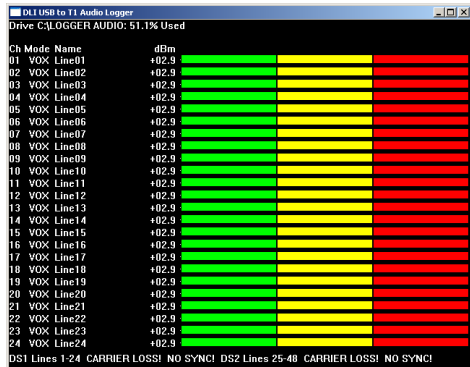 DLI USB to T1 Audio Logger
Drive C:\LOGGER AUDIO: 51.1% Used
Ch Mode Name dBm
01 VOX Line01 +02.9
02 VOX Line02 +02.9
03 VOX Line03 +02.9
04 VOX Line04 +02.9
05 VOX Line05 +02.9
06 VOX Line06 +02.9
07 VOX Line07 +02.9
08 VOX Line08 +02.9
09 VOX Line09 +02.9
10 VOX Line10 +02.9
11 VOX Line11 +02.9
12 VOX Line12 +02.9
13 VOX Line13 +02.9
14 VOX Line14 +02.9
15 VOX Line15 +02.9
16 VOX Line16 +02.9
17 VOX Line17 +02.9
18 VOX Line18 +02.9
19 VOX Line19 +02.9
20 VOX Line20 +02.9
21 VOX Line21 +02.9
22 VOX Line22 +02.9
23 VOX Line23 +02.9
24 VOX Line24 +02.9
DS1 Lines 1-24 CARRIER LOSS! NO SYNC! DS2 Lines 25-48 CARRIER LOSS! NO SYNC!